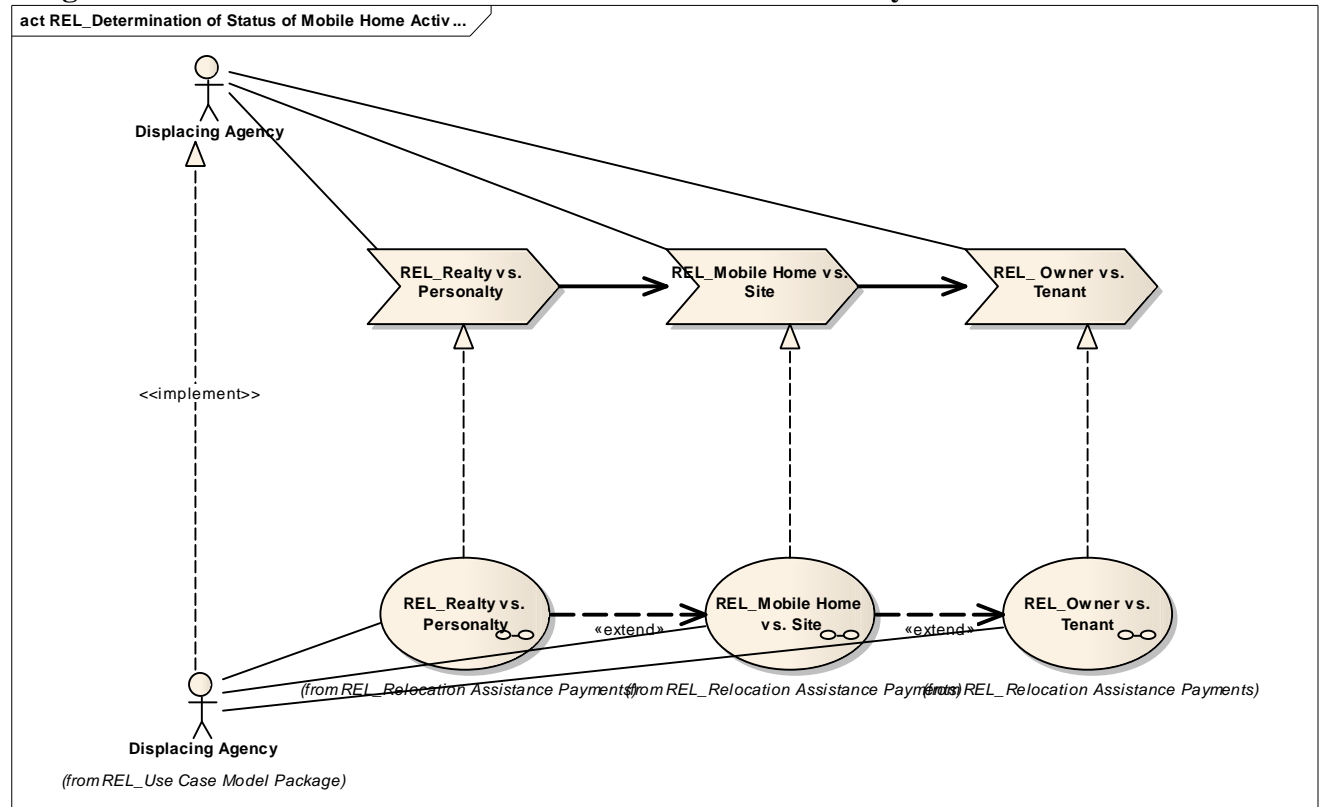 act REL_Determination of Status of Mobile Home Activ...
Displacing Agency
REL_Realty vs.
Personalty
REL_Mobile Home vs.
Site
REL_ Owner vs.
Tenant
<<implement>>
REL_Realty vs.
Personalty
«extend»
REL_Mobile Home
vs. Site
«extend»
REL_Owner vs.
Tenant
(from REL_Relocation Assistance Payments)
(from REL_Relocation Assistance Payments)
(from REL_Relocation Assistance Payments)
Displacing Agency
(from REL_Use Case Model Package)